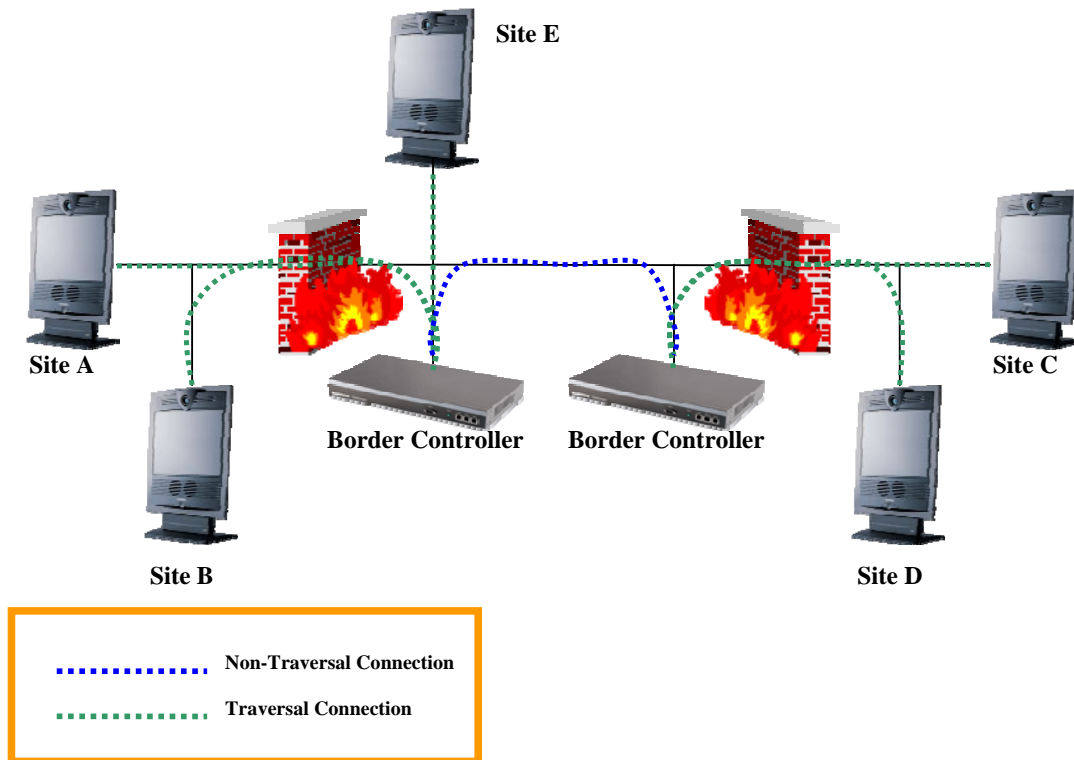 Site E
Site A
Site C
Border Controller
Border Controller
Site B
Site D
Non-Traversal Connection
Traversal Connection